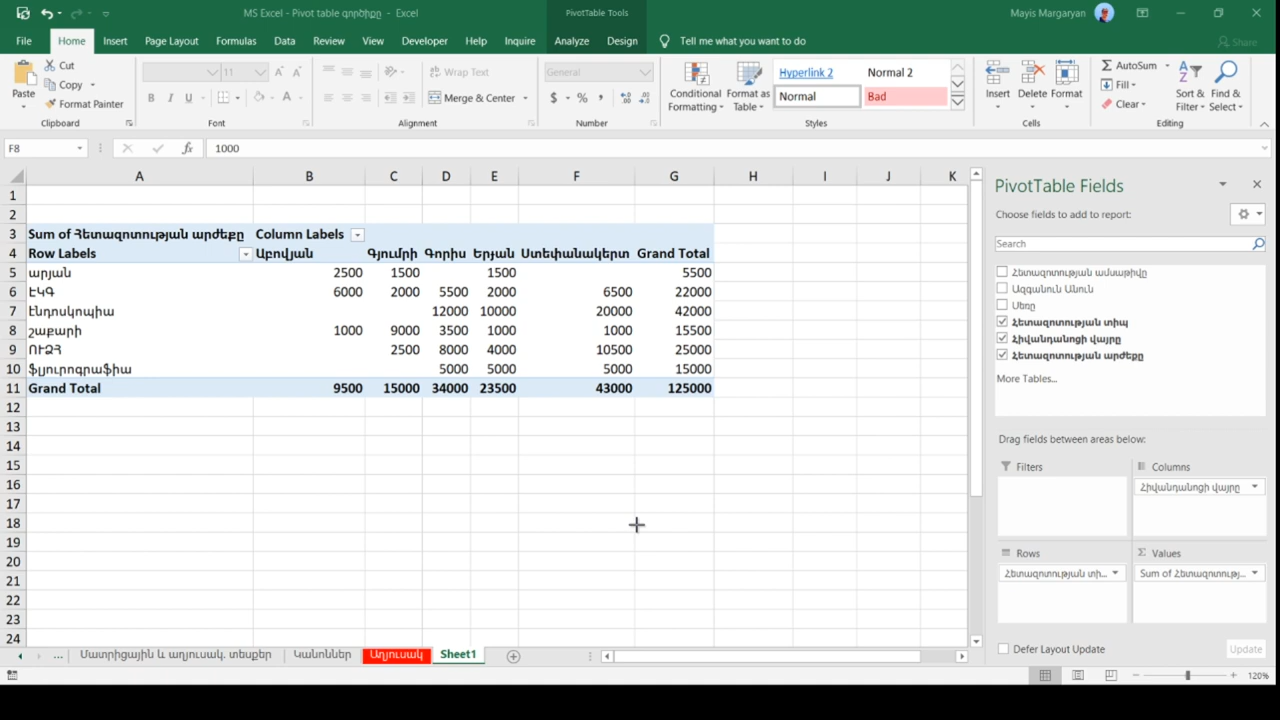 MS Excel - Pivot table գործիքը - Excel
PivotTable Tools
Mayis Margaryan
File Home Insert Page Layout Formulas Data Review View Developer Help Inquire Analyze Design Tell me what you want to do Share
Paste
Cut
Copy
Format Painter
Clipboard
11
B I U
Font
Wrap Text
Merge & Center
Alignment
General
$ % ,
Number
Conditional Formatting
Format as Table
Hyperlink 2 Normal 2
Normal Bad
Styles
Insert Delete Format
Cells
AutoSum
Fill
Clear
Sort & Filter
Find & Select
Editing
F8 fx 1000
A B C D E F G H I J K
1
2
3 Sum of Հետազոտության արժեքը Column Labels
4 Row Labels Աբովյան Գյումրի Գորիս Երևան Ստեփանակերտ Grand Total
5 արյան 2500 1500 1500 5500
6 ԷԿԳ 6000 2000 5500 2000 6500 22000
7 էնդոսկոպիա 12000 10000 20000 42000
8 շաքարի 1000 9000 3500 1000 1000 15500
9 ՈՒՁՀ 2500 8000 4000 10500 25000
10 ֆլյուրոգրաֆիա 5000 5000 5000 15000
11 Grand Total 9500 15000 34000 23500 43000 125000
12
13
14
15
16
17
18
19
20
21
22
23
24
PivotTable Fields
Choose fields to add to report:
Search
Հետազոտության ամսաթիվը
Ազգանուն Անուն
Սեռը
Հետազոտության տիպ
Հիվանդանոցի վայրը
Հետազոտության արժեքը
More Tables...
Drag fields between areas below:
Filters Columns
Հիվանդանոցի վայրը
Rows Σ Values
Հետազոտության տի... Sum of Հետազոտությ...
Defer Layout Update Update
... Մատրիցային և աղյուսակ. տեսքեր Կանոններ Աղյուսակ Sheet1
120%